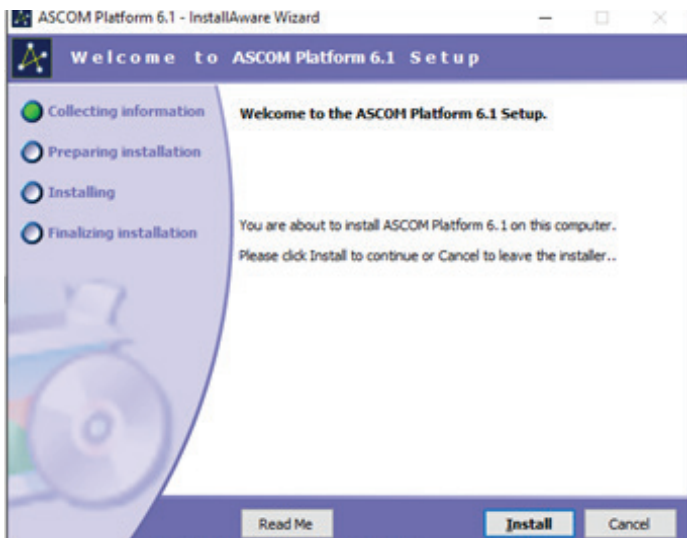 ASCOM Platform 6.1 - InstallAware Wizard
Welcome to ASCOM Platform 6.1 Setup
Collecting information
Preparing installation
Installing
Finalizing installation
Welcome to the ASCOM Platform 6.1 Setup.
You are about to install ASCOM Platform 6.1 on this computer.
Please click Install to continue or Cancel to leave the installer..
Read Me
Install
Cancel